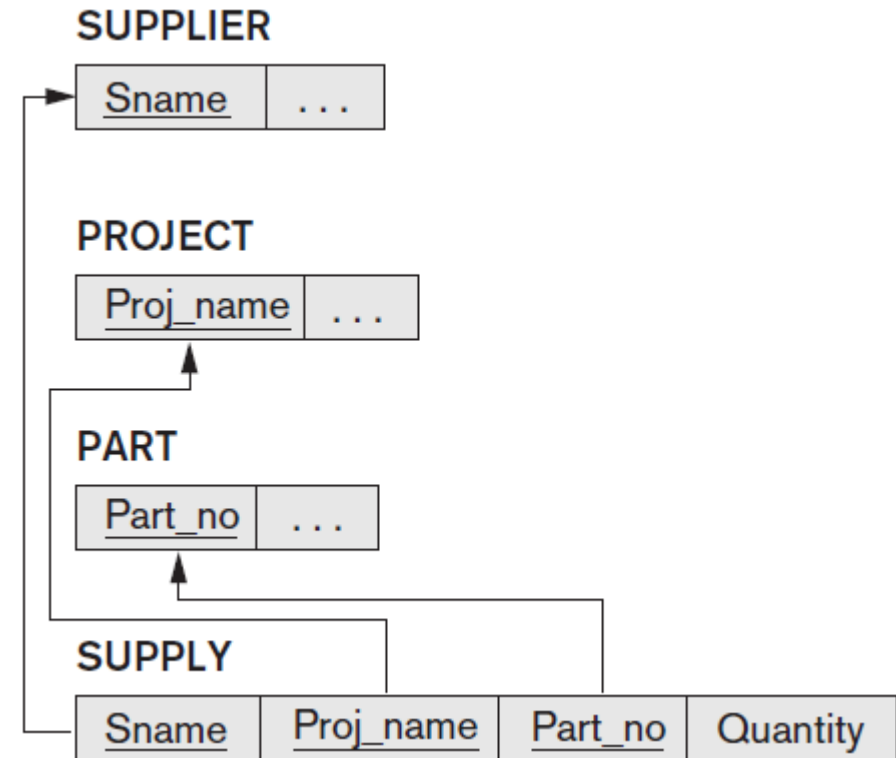 SUPPLIER
Sname ...
PROJECT
Proj_name ...
PART
Part_no ...
SUPPLY
Sname Proj_name Part_no Quantity